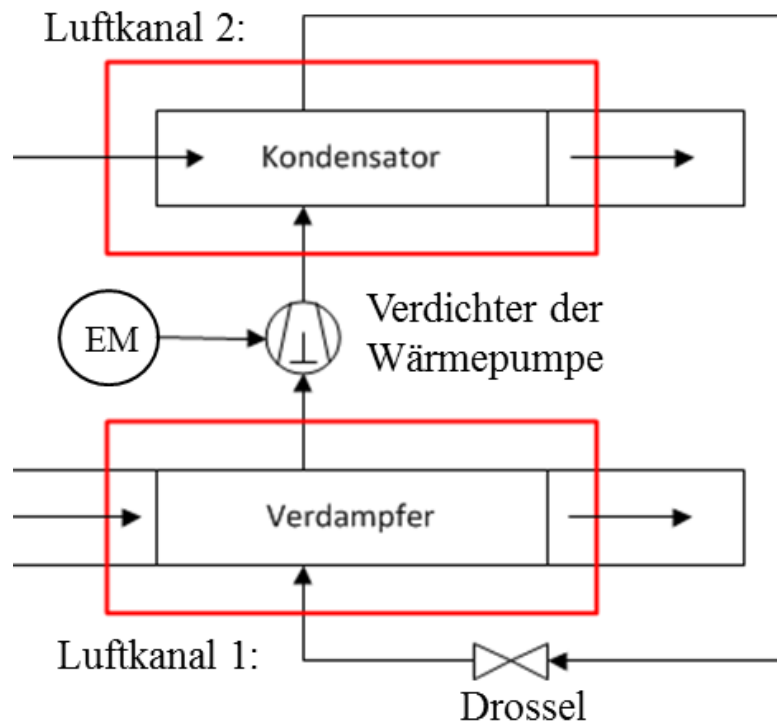 Luftkanal 2:
Kondensator
EM
Verdichter der
Wärmepumpe
Verdampfer
Luftkanal 1:
Drossel